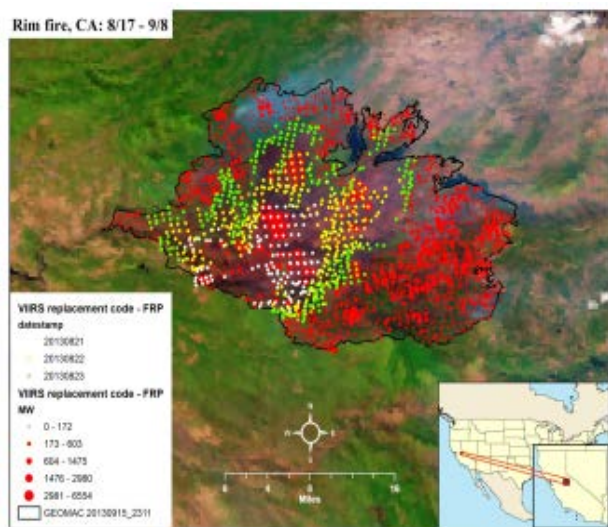 Rim fire, CA: 8/17 - 9/8
VIIRS replacement code - FRP
datestamp
20130821
20130822
20130823
VIIRS replacement code - FRP
MW
0 - 172
173 - 603
604 - 1475
1476 - 2980
2981 - 6554
GEOMAC 20130915_2311
N
W
E
S
Miles
16